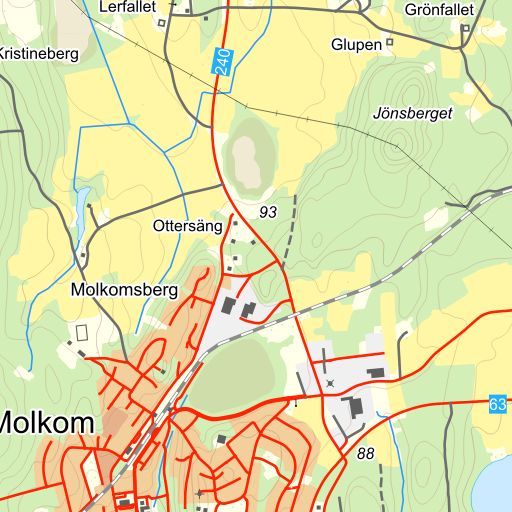 Lerfallet
Grönfallet
Kristineberg
Glupen
240
Jönsberget
93
Ottersäng
Molkomsberg
63
Molkom
88